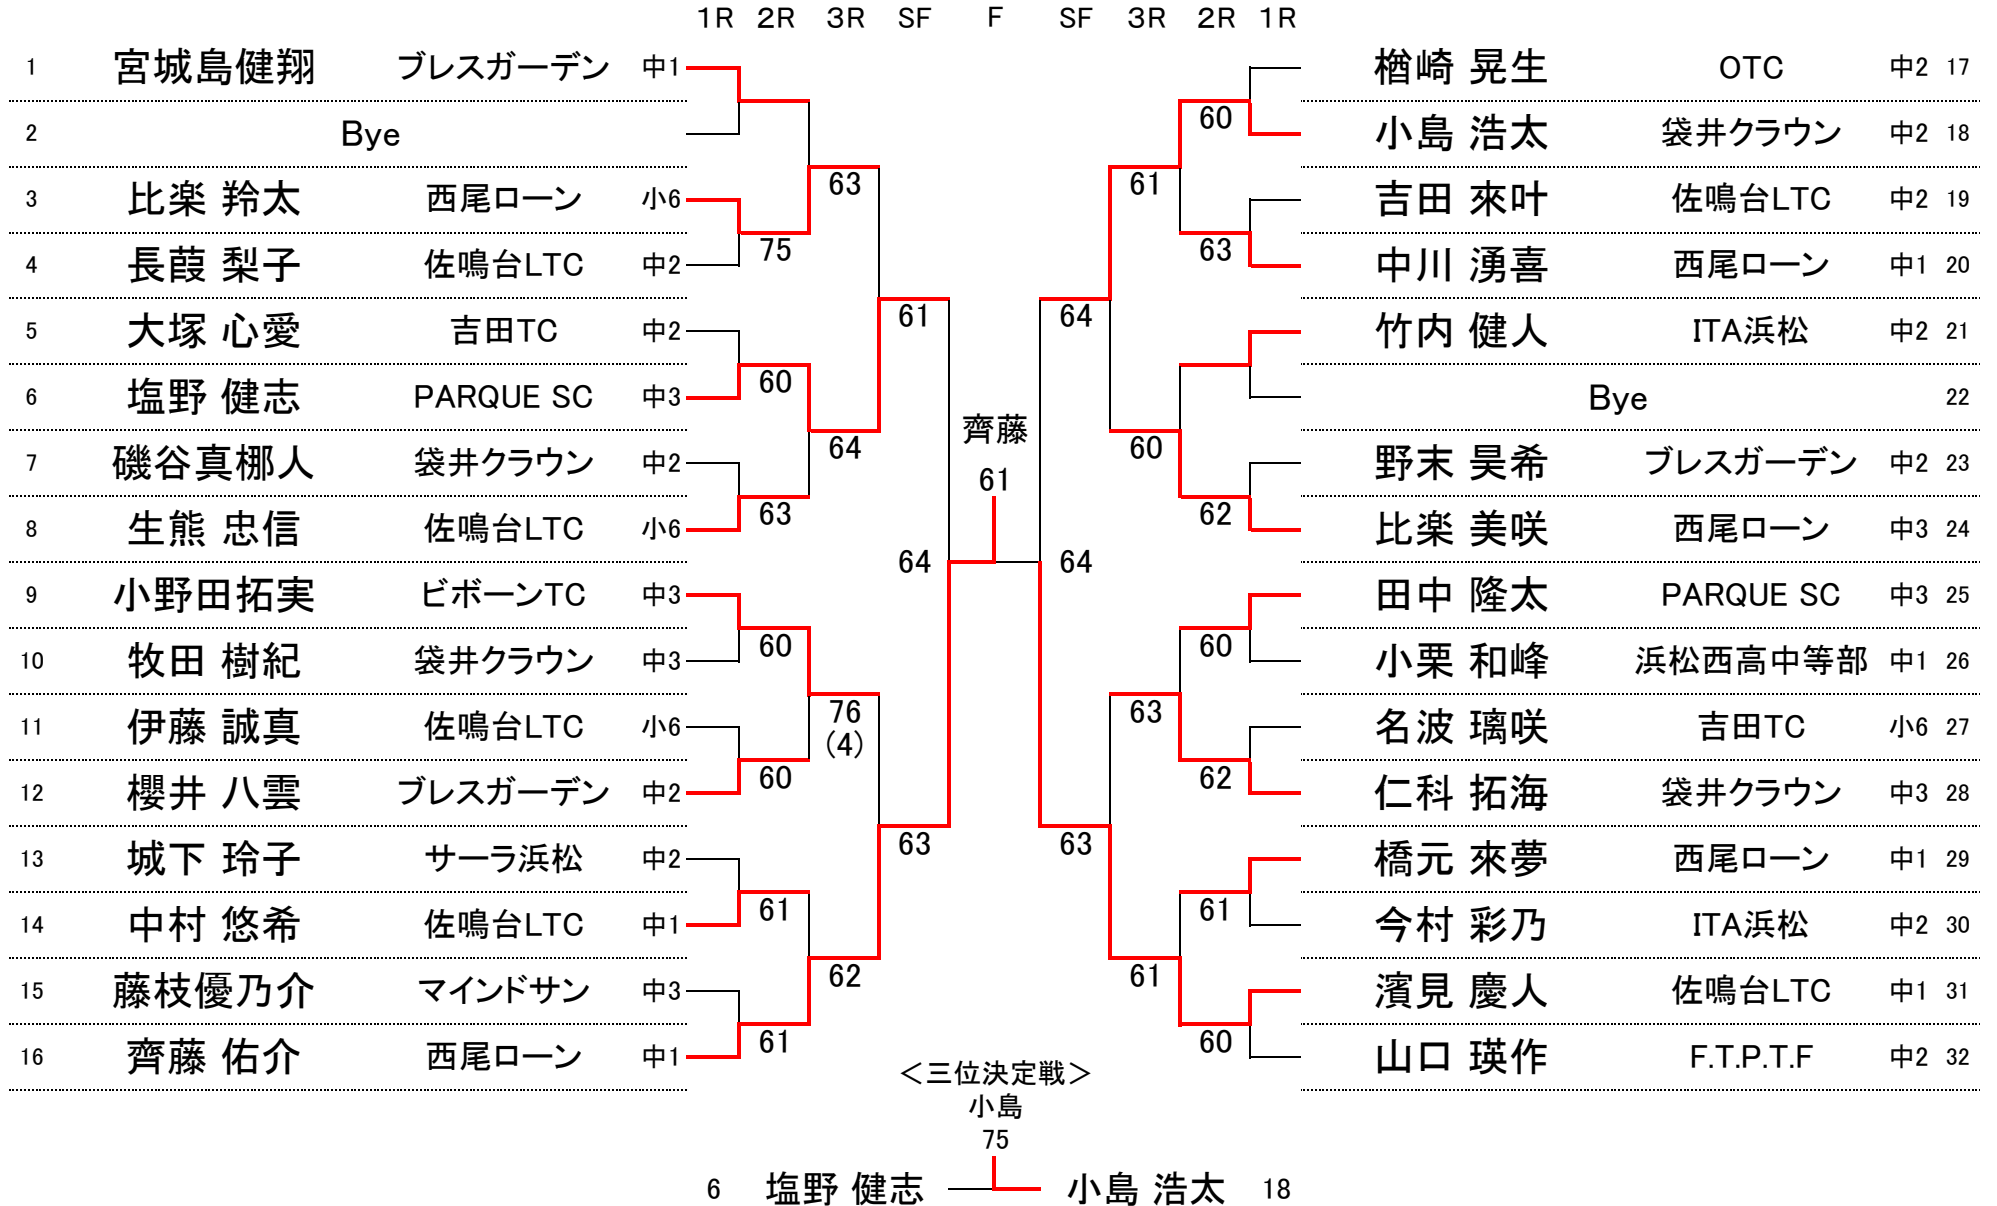 1R 2R 3R SF F SF 3R 2R 1R
1 宮城島健翔 ブレスガーデン 中1
2 Bye
3 比楽 羚太 西尾ローン 小6
4 長葭 梨子 佐鳴台LTC 中2
5 大塚 心愛 吉田TC 中2
6 塩野 健志 PARQUE SC 中3
7 磯谷真梛人 袋井クラウン 中2
8 生熊 忠信 佐鳴台LTC 小6
9 小野田拓実 ビボーンTC 中3
10 牧田 樹紀 袋井クラウン 中3
11 伊藤 誠真 佐鳴台LTC 小6
12 櫻井 八雲 ブレスガーデン 中2
13 城下 玲子 サーラ浜松 中2
14 中村 悠希 佐鳴台LTC 中1
15 藤枝優乃介 マインドサン 中3
16 齊藤 佑介 西尾ローン 中1
75
60
63
60
60
61
61
63
64
76
(4)
62
61
63
64
齊藤
61
64
64
63
61
60
63
61
60
63
62
60
62
61
60
楢崎 晃生 OTC 中2 17
小島 浩太 袋井クラウン 中2 18
吉田 來叶 佐鳴台LTC 中2 19
中川 湧喜 西尾ローン 中1 20
竹内 健人 ITA浜松 中2 21
Bye 22
野末 昊希 ブレスガーデン 中2 23
比楽 美咲 西尾ローン 中3 24
田中 隆太 PARQUE SC 中3 25
小栗 和峰 浜松西高中等部 中1 26
名波 璃咲 吉田TC 小6 27
仁科 拓海 袋井クラウン 中3 28
橋元 來夢 西尾ローン 中1 29
今村 彩乃 ITA浜松 中2 30
濱見 慶人 佐鳴台LTC 中1 31
山口 瑛作 F.T.P.T.F 中2 32
＜三位決定戦＞
小島
75
6 塩野 健志 小島 浩太 18